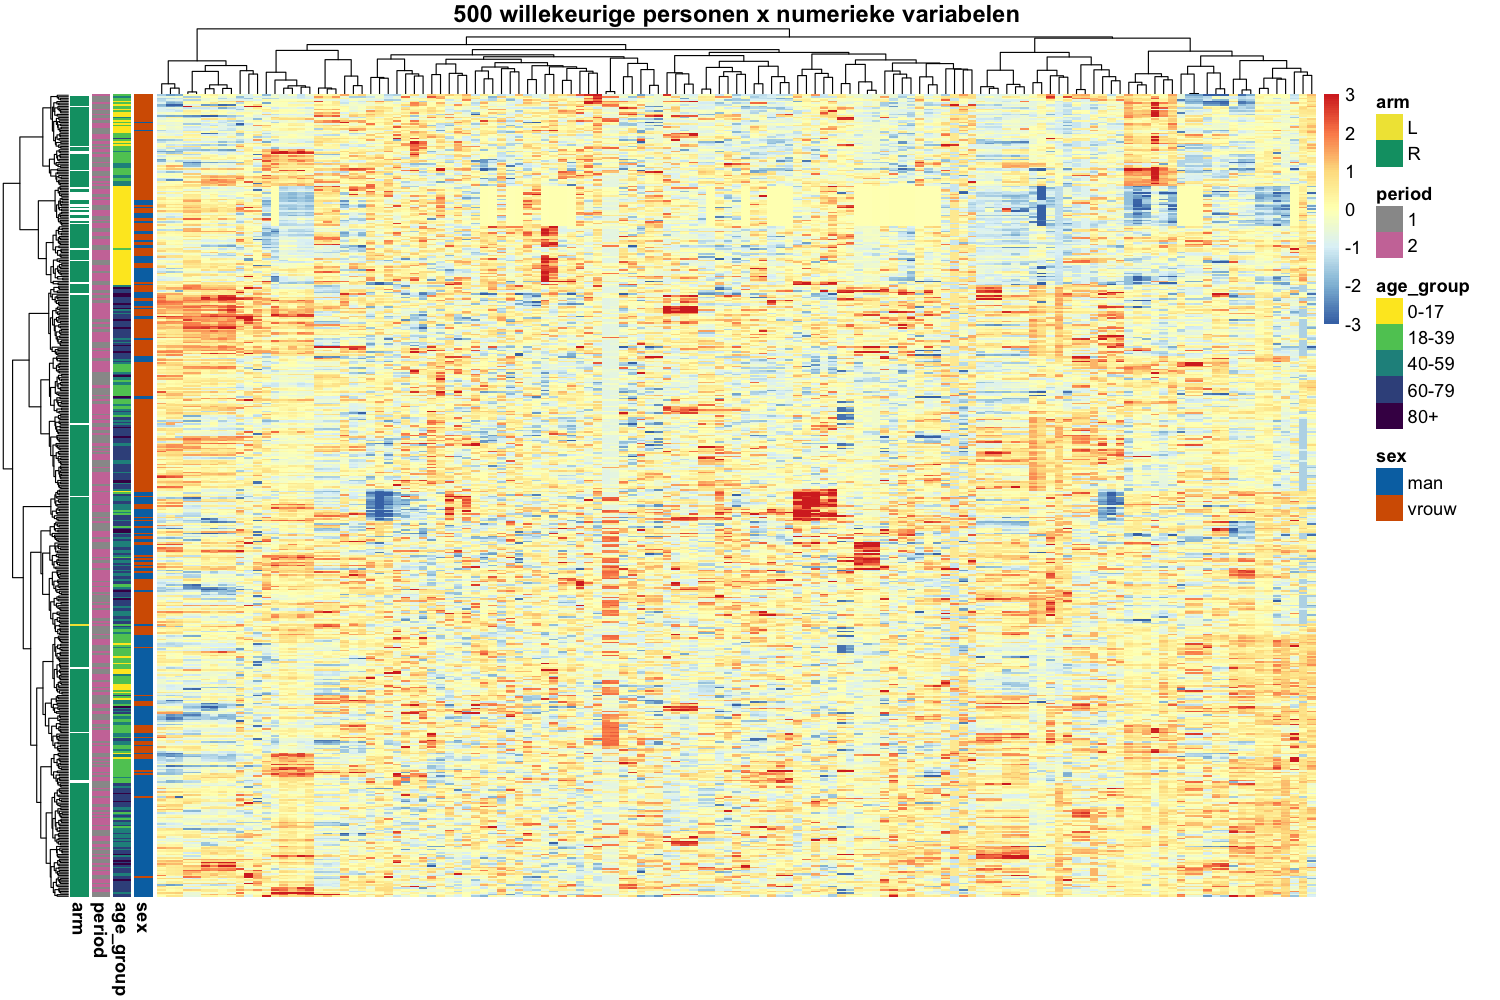 500 willekeurige personen x numerieke variabelen
3
2
1
0
-1
-2
-3
arm
L
R
period
1
2
age_group
0-17
18-39
40-59
60-79
80+
sex
man
vrouw
arm
period
age_group
sex